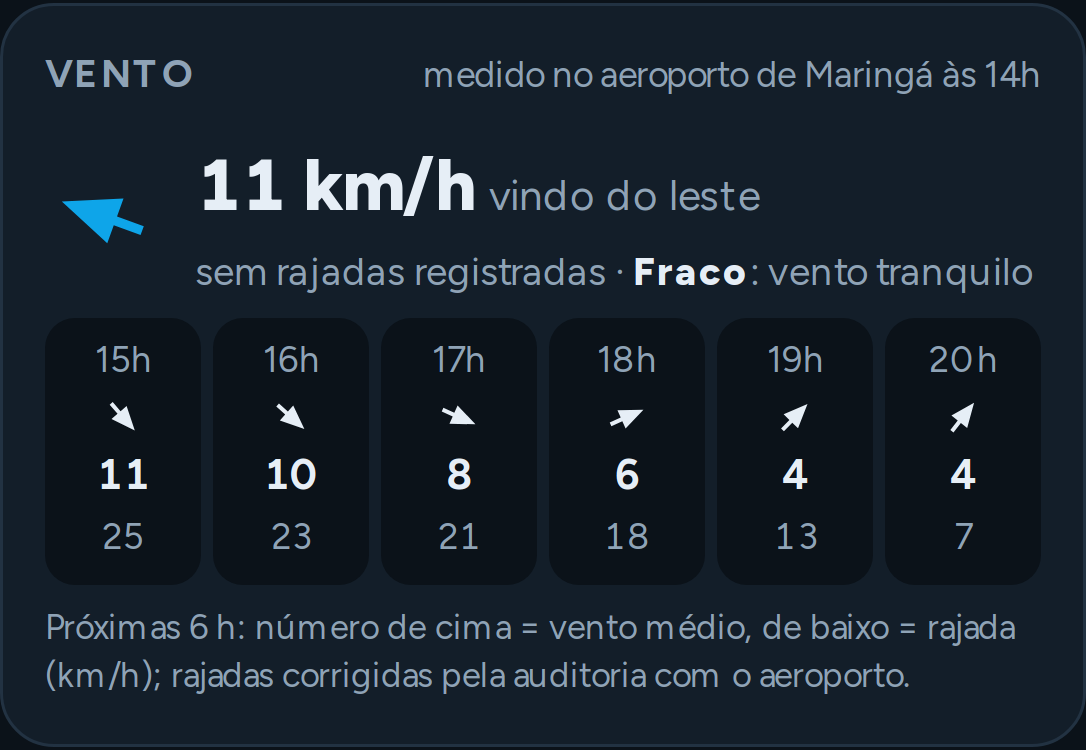 VENTO
medido no aeroporto de Maringá às 14h
11 km/h vindo do leste
sem rajadas registradas · Fraco: vento tranquilo
15h 16h 17h 18h 19h 20h
11 10 8 6 4 4
25 23 21 18 13 7
Próximas 6 h: número de cima = vento médio, de baixo = rajada
(km/h); rajadas corrigidas pela auditoria com o aeroporto.